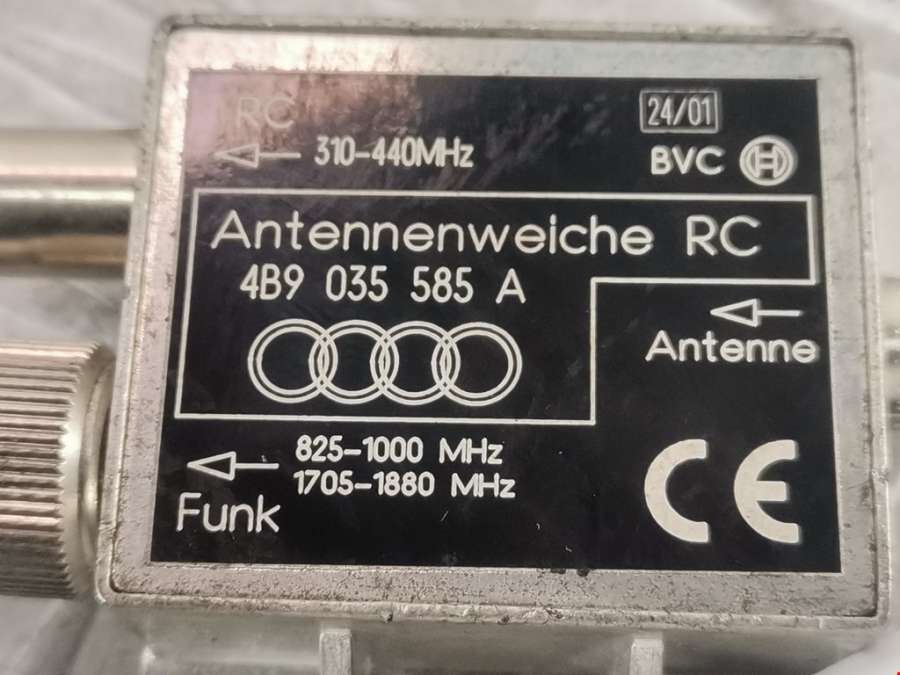 RC
24/01
310-440MHz
BVC
Antennenweiche RC
4B9 035 585 A
Antenne
825-1000 MHz
1705-1880 MHz
Funk
CE